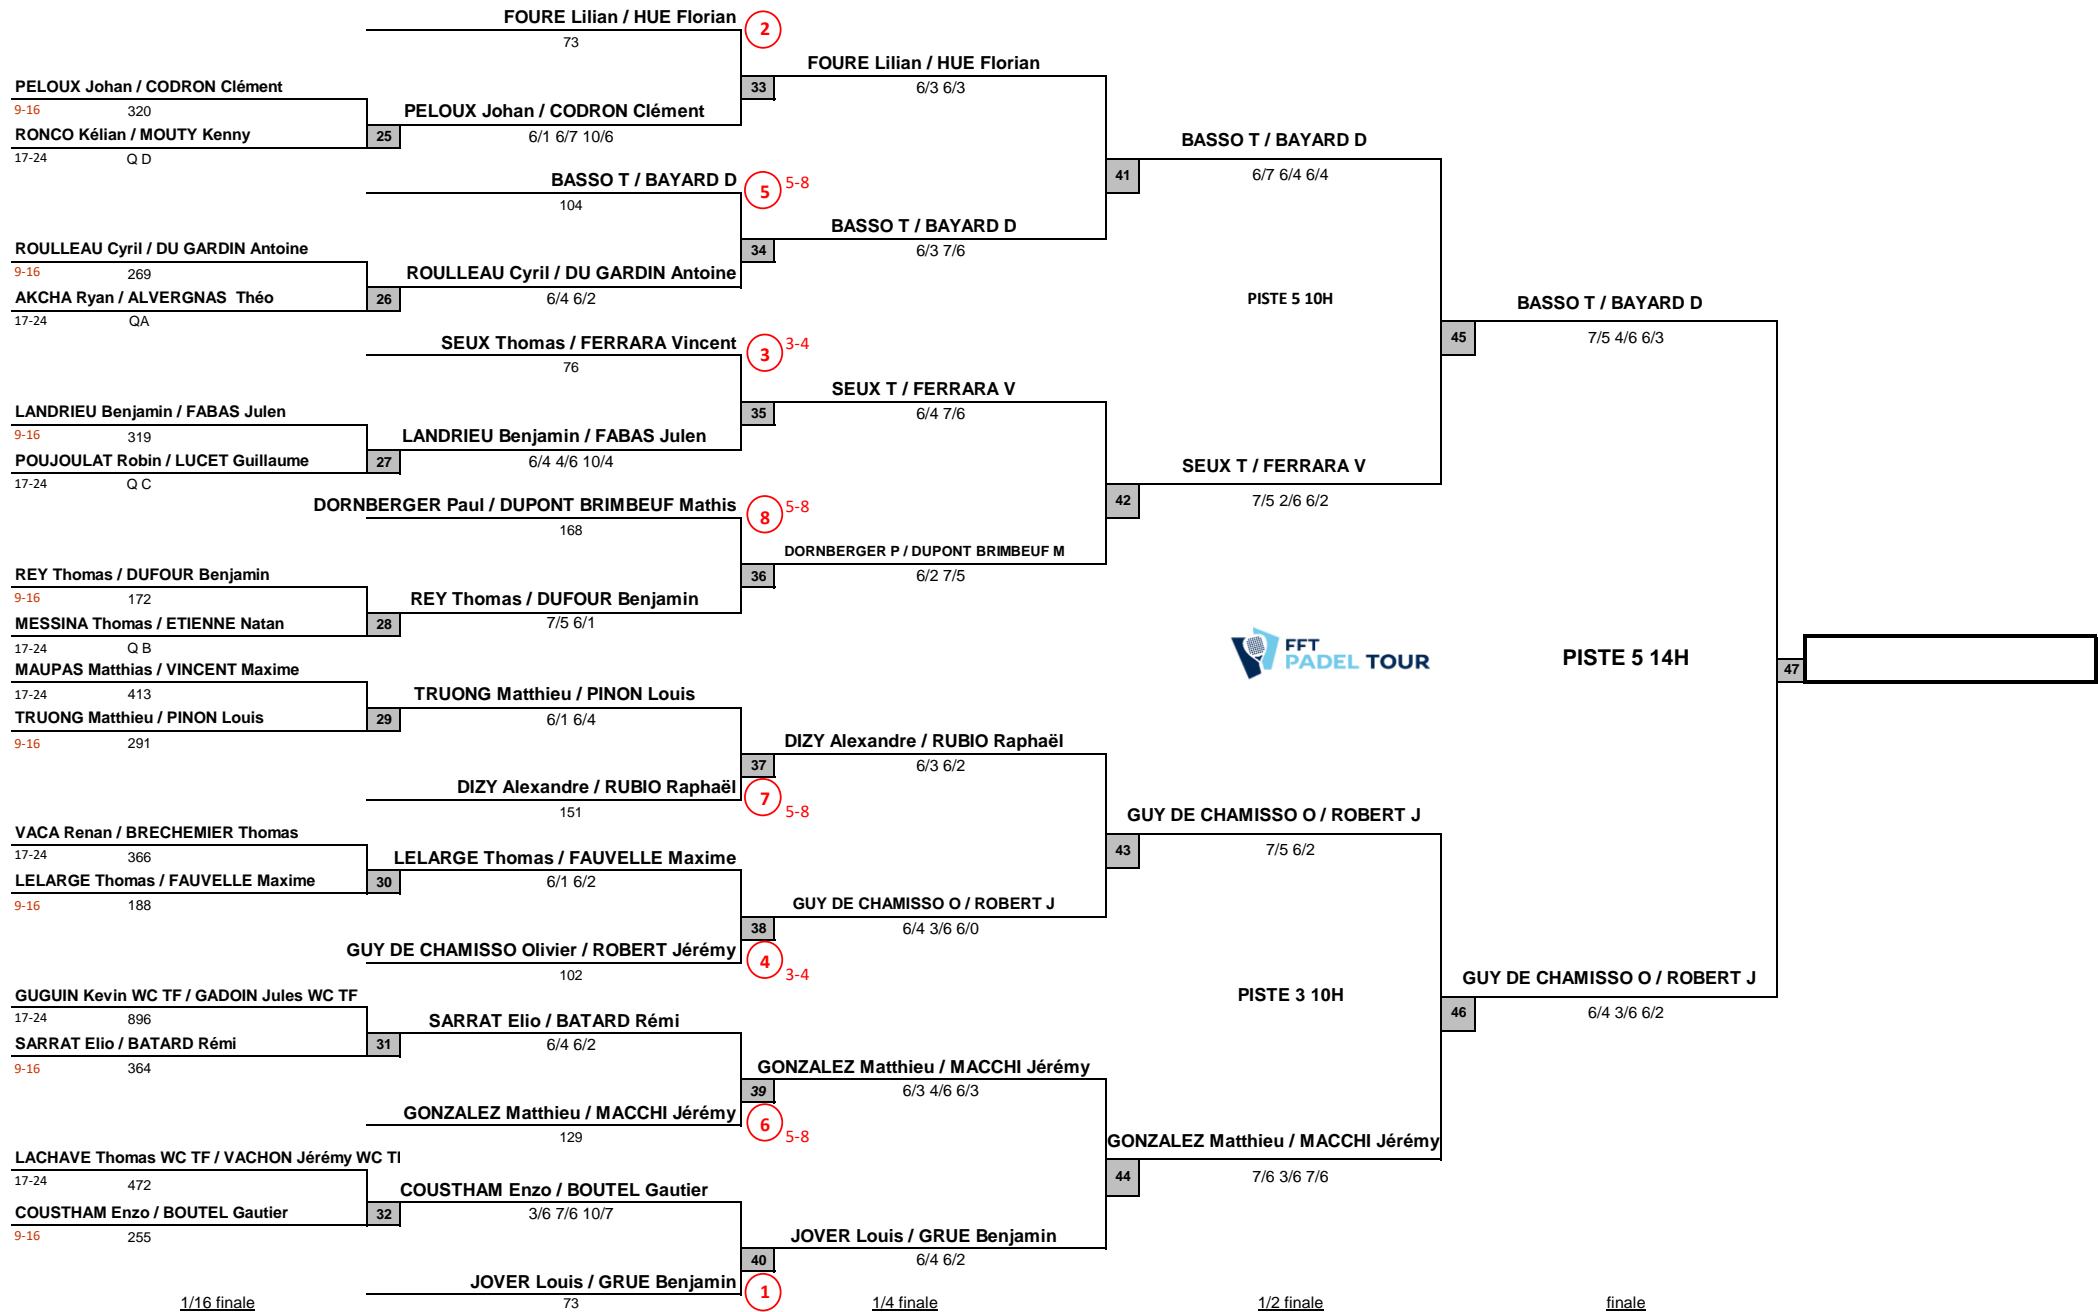 FOURE Lilian / HUE Florian
2
73
FOURE Lilian / HUE Florian
PELOUX Johan / CODRON Clément
33
6/3 6/3
9-16
320
PELOUX Johan / CODRON Clément
RONCO Kélian / MOUTY Kenny
25
6/1 6/7 10/6
BASSO T / BAYARD D
17-24
Q D
BASSO T / BAYARD D
5
5-8
41
6/7 6/4 6/4
104
BASSO T / BAYARD D
ROULLEAU Cyril / DU GARDIN Antoine
34
6/3 7/6
9-16
269
ROULLEAU Cyril / DU GARDIN Antoine
AKCHA Ryan / ALVERGNAS Théo
26
6/4 6/2
PISTE 5 10H
BASSO T / BAYARD D
17-24
QA
SEUX Thomas / FERRARA Vincent
3
3-4
45
7/5 4/6 6/3
76
SEUX T / FERRARA V
LANDRIEU Benjamin / FABAS Julen
35
6/4 7/6
9-16
319
LANDRIEU Benjamin / FABAS Julen
POUJOULAT Robin / LUCET Guillaume
27
6/4 4/6 10/4
SEUX T / FERRARA V
17-24
Q C
DORNBERGER Paul / DUPONT BRIMBEUF Mathis
8
5-8
42
7/5 2/6 6/2
168
DORNBERGER P / DUPONT BRIMBEUF M
REY Thomas / DUFOUR Benjamin
36
6/2 7/5
9-16
172
REY Thomas / DUFOUR Benjamin
MESSINA Thomas / ETIENNE Natan
28
7/5 6/1
17-24
Q B
FFT
PADEL TOUR
PISTE 5 14H
47
MAUPAS Matthias / VINCENT Maxime
17-24
413
TRUONG Matthieu / PINON Louis
TRUONG Matthieu / PINON Louis
29
6/1 6/4
9-16
291
DIZY Alexandre / RUBIO Raphaël
37
6/3 6/2
DIZY Alexandre / RUBIO Raphaël
7
5-8
151
GUY DE CHAMISSO O / ROBERT J
VACA Renan / BRECHEMIER Thomas
17-24
366
LELARGE Thomas / FAUVELLE Maxime
43
7/5 6/2
LELARGE Thomas / FAUVELLE Maxime
30
6/1 6/2
9-16
188
GUY DE CHAMISSO O / ROBERT J
38
6/4 3/6 6/0
GUY DE CHAMISSO Olivier / ROBERT Jérémy
4
3-4
102
GUY DE CHAMISSO O / ROBERT J
GUGUIN Kevin WC TF / GADOIN Jules WC TF
PISTE 3 10H
17-24
896
SARRAT Elio / BATARD Rémi
46
6/4 3/6 6/2
SARRAT Elio / BATARD Rémi
31
6/4 6/2
9-16
364
GONZALEZ Matthieu / MACCHI Jérémy
39
6/3 4/6 6/3
GONZALEZ Matthieu / MACCHI Jérémy
6
5-8
129
GONZALEZ Matthieu / MACCHI Jérémy
LACHAVE Thomas WC TF / VACHON Jérémy WC
17-24
472
COUSTHAM Enzo / BOUTEL Gautier
44
7/6 3/6 7/6
COUSTHAM Enzo / BOUTEL Gautier
32
3/6 7/6 10/7
9-16
255
JOVER Louis / GRUE Benjamin
40
6/4 6/2
JOVER Louis / GRUE Benjamin
1
73
1/16 finale
1/4 finale
1/2 finale
finale